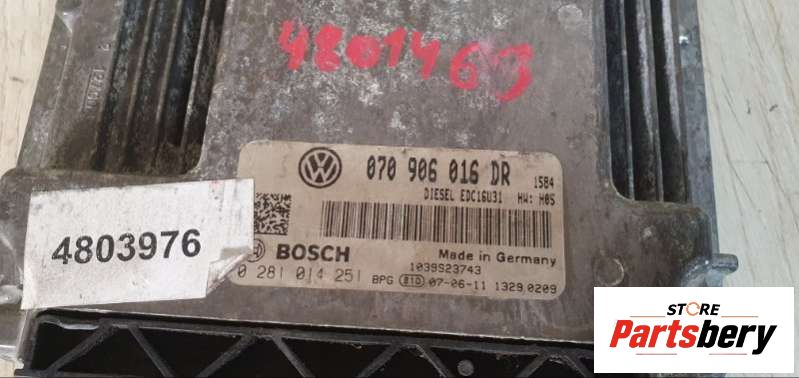 4801463
070 906 016 DR 1584
DIESEL EDC16U31 HW: H05
4803976
BOSCH Made in Germany
1039S23743
0 281 014 251 BPG 810 07-06-11 1329.0209
STORE
Partsbery